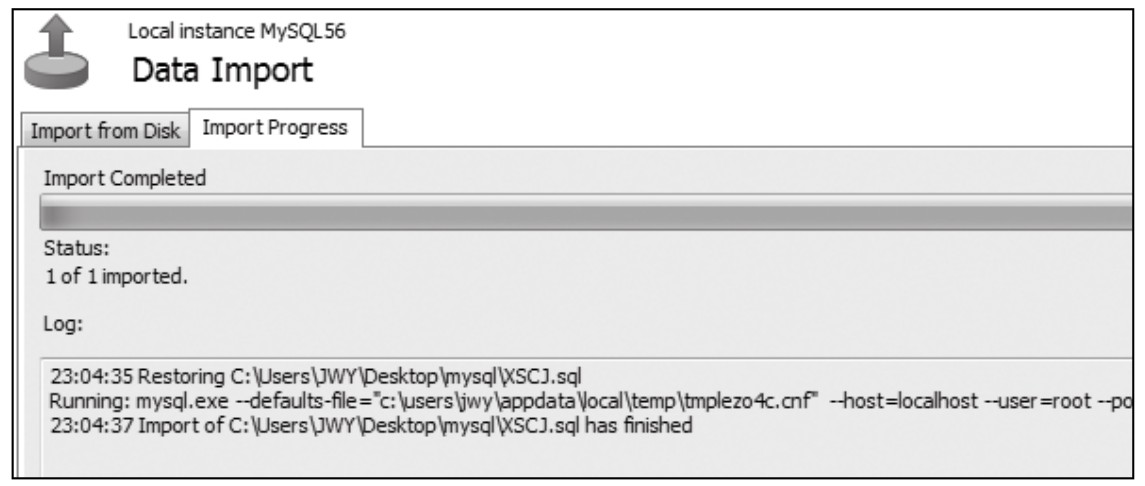 Local instance MySQL56
Data Import
Import from Disk Import Progress
Import Completed
Status:
1 of 1 imported.
Log:
23:04:35 Restoring C:\Users\JWY\Desktop\mysql\XSCJ.sql
Running: mysql.exe --defaults-file="c:\users\jwy\appdata\local\temp\tmplezo4c.cnf" --host=localhost --user=root --po
23:04:37 Import of C:\Users\JWY\Desktop\mysql\XSCJ.sql has finished